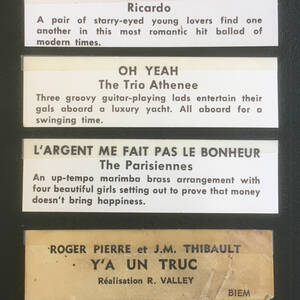 Ricardo
A pair of starry-eyed young lovers find one
another in this most romantic hit ballad of
modern times.
OH YEAH
The Trio Athenee
Three groovy guitar-playing lads entertain their
gals aboard a luxury yacht. All aboard for a
swinging time.
L'ARGENT ME FAIT PAS LE BONHEUR
The Parisiennes
An up-tempo marimba brass arrangement with
four beautiful girls setting out to prove that money
doesn't bring happiness.
ROGER PIERRE et J.M. THIBAULT
Y'A UN TRUC
Réalisation R. VALLEY
BIEM